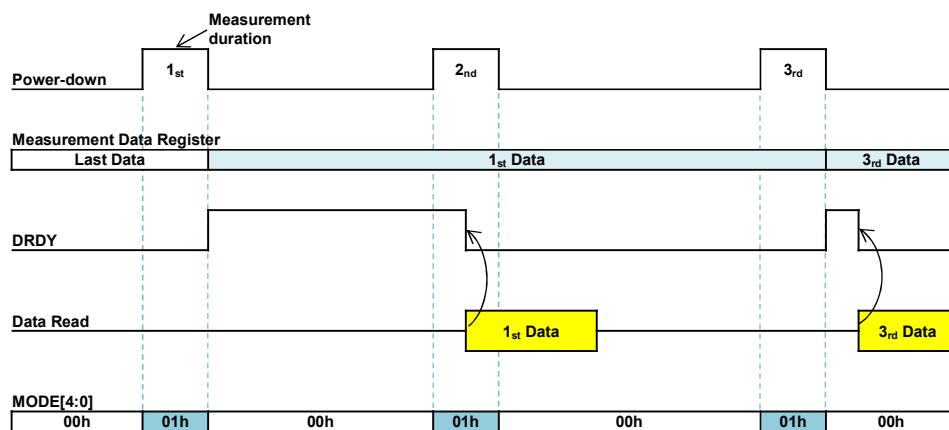 Measurement
duration
1st 2nd 3rd
Power-down
Measurement Data Register
Last Data 1st Data 3rd Data
DRDY
Data Read 1st Data 3rd Data
MODE[4:0]
00h 01h 00h 01h 00h 01h 00h